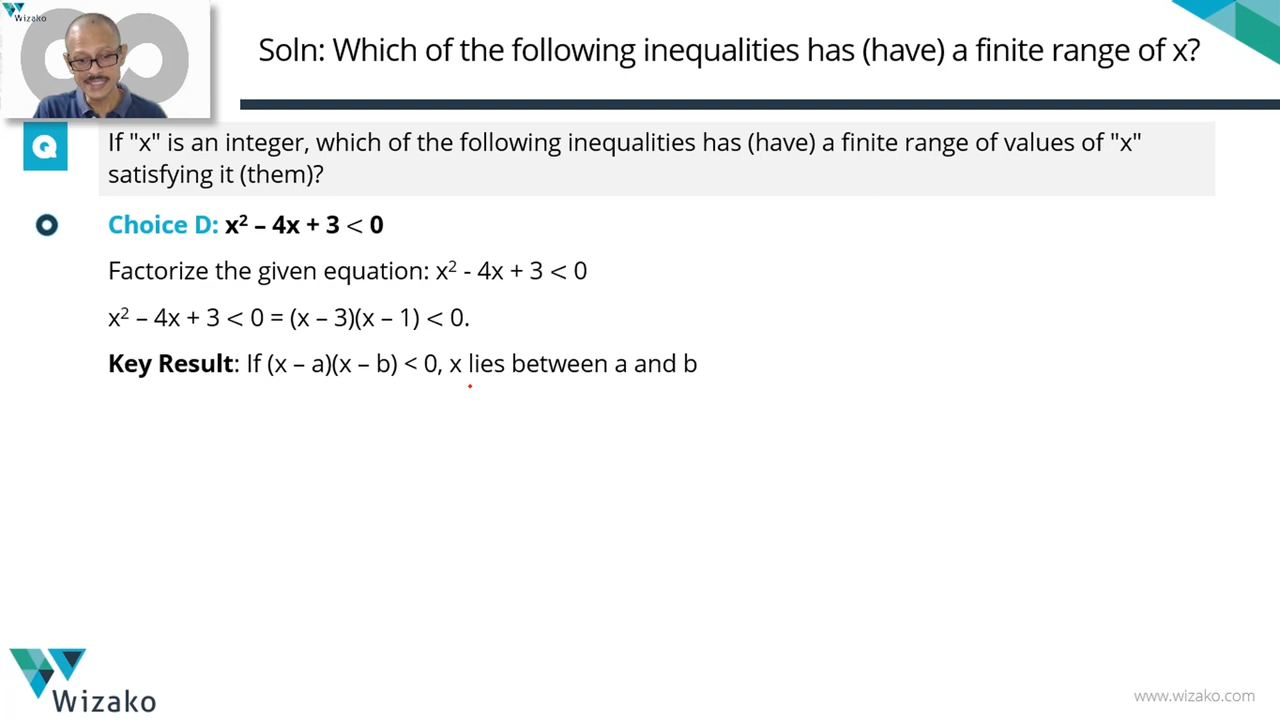 Wizako
Soln: Which of the following inequalities has (have) a finite range of x?
Q
If "x" is an integer, which of the following inequalities has (have) a finite range of values of "x"
satisfying it (them)?
Choice D: x² – 4x + 3 < 0
Factorize the given equation: x² - 4x + 3 < 0
x² – 4x + 3 < 0 = (x – 3)(x – 1) < 0.
Key Result: If (x – a)(x – b) < 0, x lies between a and b
Wizako
www.wizako.com